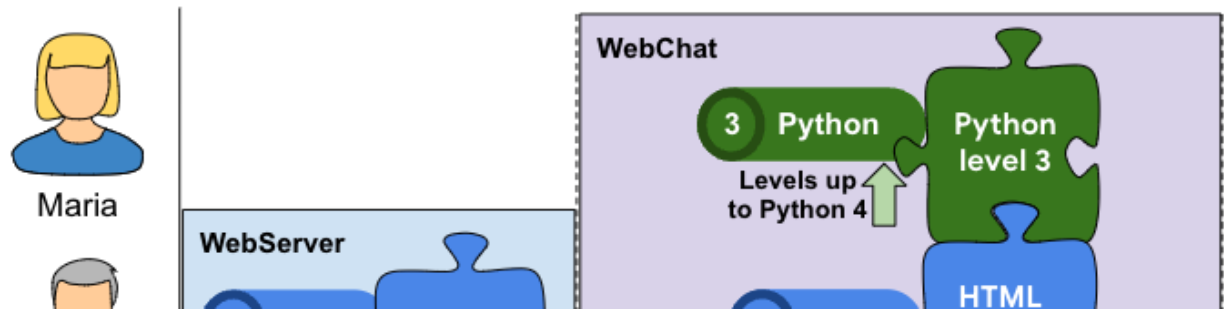 WebChat
3 Python
Python
level 3
Levels up
to Python 4
Maria
WebServer
HTML